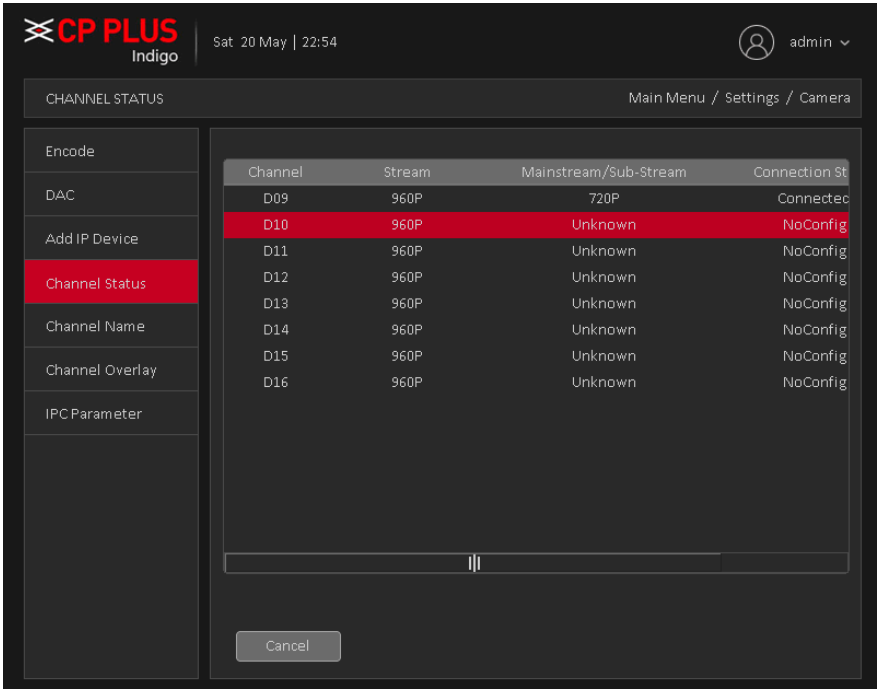 CP PLUS
Indigo
Sat 20 May | 22:54
admin
CHANNEL STATUS
Main Menu / Settings / Camera
Encode
DAC
Add IP Device
Channel Status
Channel Name
Channel Overlay
IPC Parameter
Channel Stream Mainstream/Sub-Stream Connection St
D09 960P 720P Connectec
D10 960P Unknown NoConfig
D11 960P Unknown NoConfig
D12 960P Unknown NoConfig
D13 960P Unknown NoConfig
D14 960P Unknown NoConfig
D15 960P Unknown NoConfig
D16 960P Unknown NoConfig
Cancel